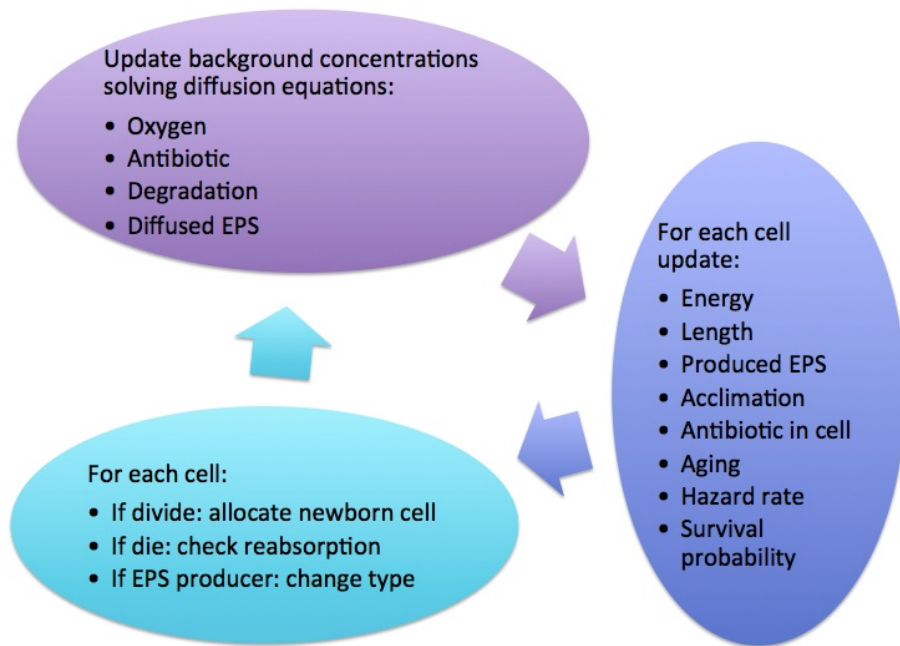 Update background concentrations
solving diffusion equations:
• Oxygen
• Antibiotic
• Degradation
• Diffused EPS
For each cell
update:
• Energy
• Length
• Produced EPS
• Acclimation
• Antibiotic in cell
• Aging
• Hazard rate
• Survival
probability
For each cell:
• If divide: allocate newborn cell
• If die: check reabsorption
• If EPS producer: change type